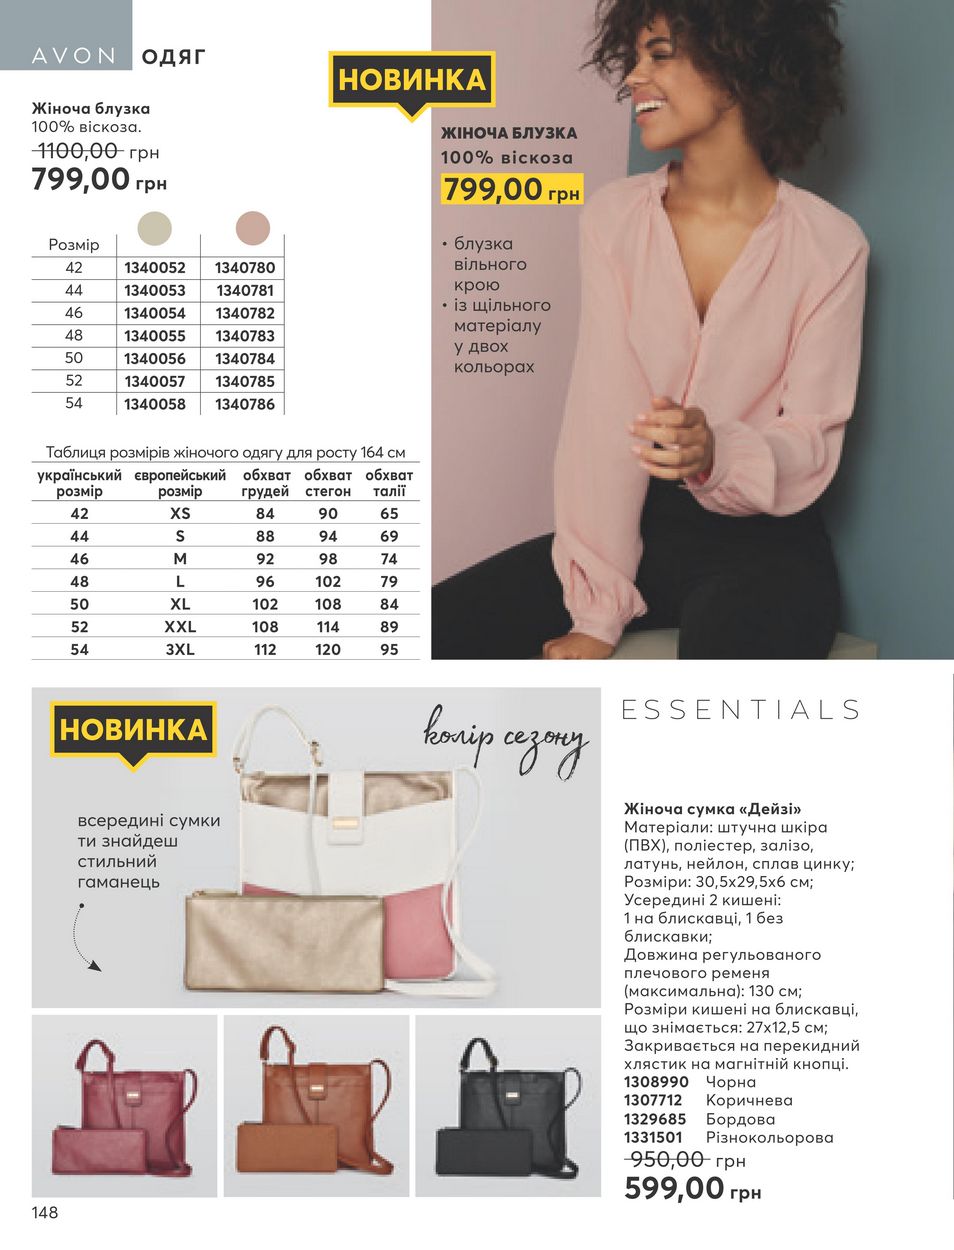 AVON ОДЯГ
Жіноча блузка
100% віскоза.
1100,00 грн
799,00 грн
Розмір
42 1340052 1340780
44 1340053 1340781
46 1340054 1340782
48 1340055 1340783
50 1340056 1340784
52 1340057 1340785
54 1340058 1340786
Таблиця розмірів жіночого одягу для росту 164 см
український європейський обхват обхват обхват
розмір розмір грудей стегон талії
42 XS 84 90 65
44 S 88 94 69
46 M 92 98 74
48 L 96 102 79
50 XL 102 108 84
52 XXL 108 114 89
54 3XL 112 120 95
НОВИНКА
ЖІНОЧА БЛУЗКА
100% віскоза
799,00 грн
• блузка
вільного
крою
• із щільного
матеріалу
у двох
кольорах
НОВИНКА
колір сезону
всередині сумки
ти знайдеш
стильний
гаманець
ESSENTIALS
Жіноча сумка «Дейзі»
Матеріали: штучна шкіра
(ПВХ), поліестер, залізо,
латунь, нейлон, сплав цинку;
Розміри: 30,5х29,5х6 см;
Усередині 2 кишені:
1 на блискавці, 1 без
блискавки;
Довжина регульованого
плечового ременя
(максимальна): 130 см;
Розміри кишені на блискавці,
що знімається: 27х12,5 см;
Закривається на перекидний
хлястик на магнітній кнопці.
1308990 Чорна
1307712 Коричнева
1329685 Бордова
1331501 Різнокольорова
950,00 грн
599,00 грн
148